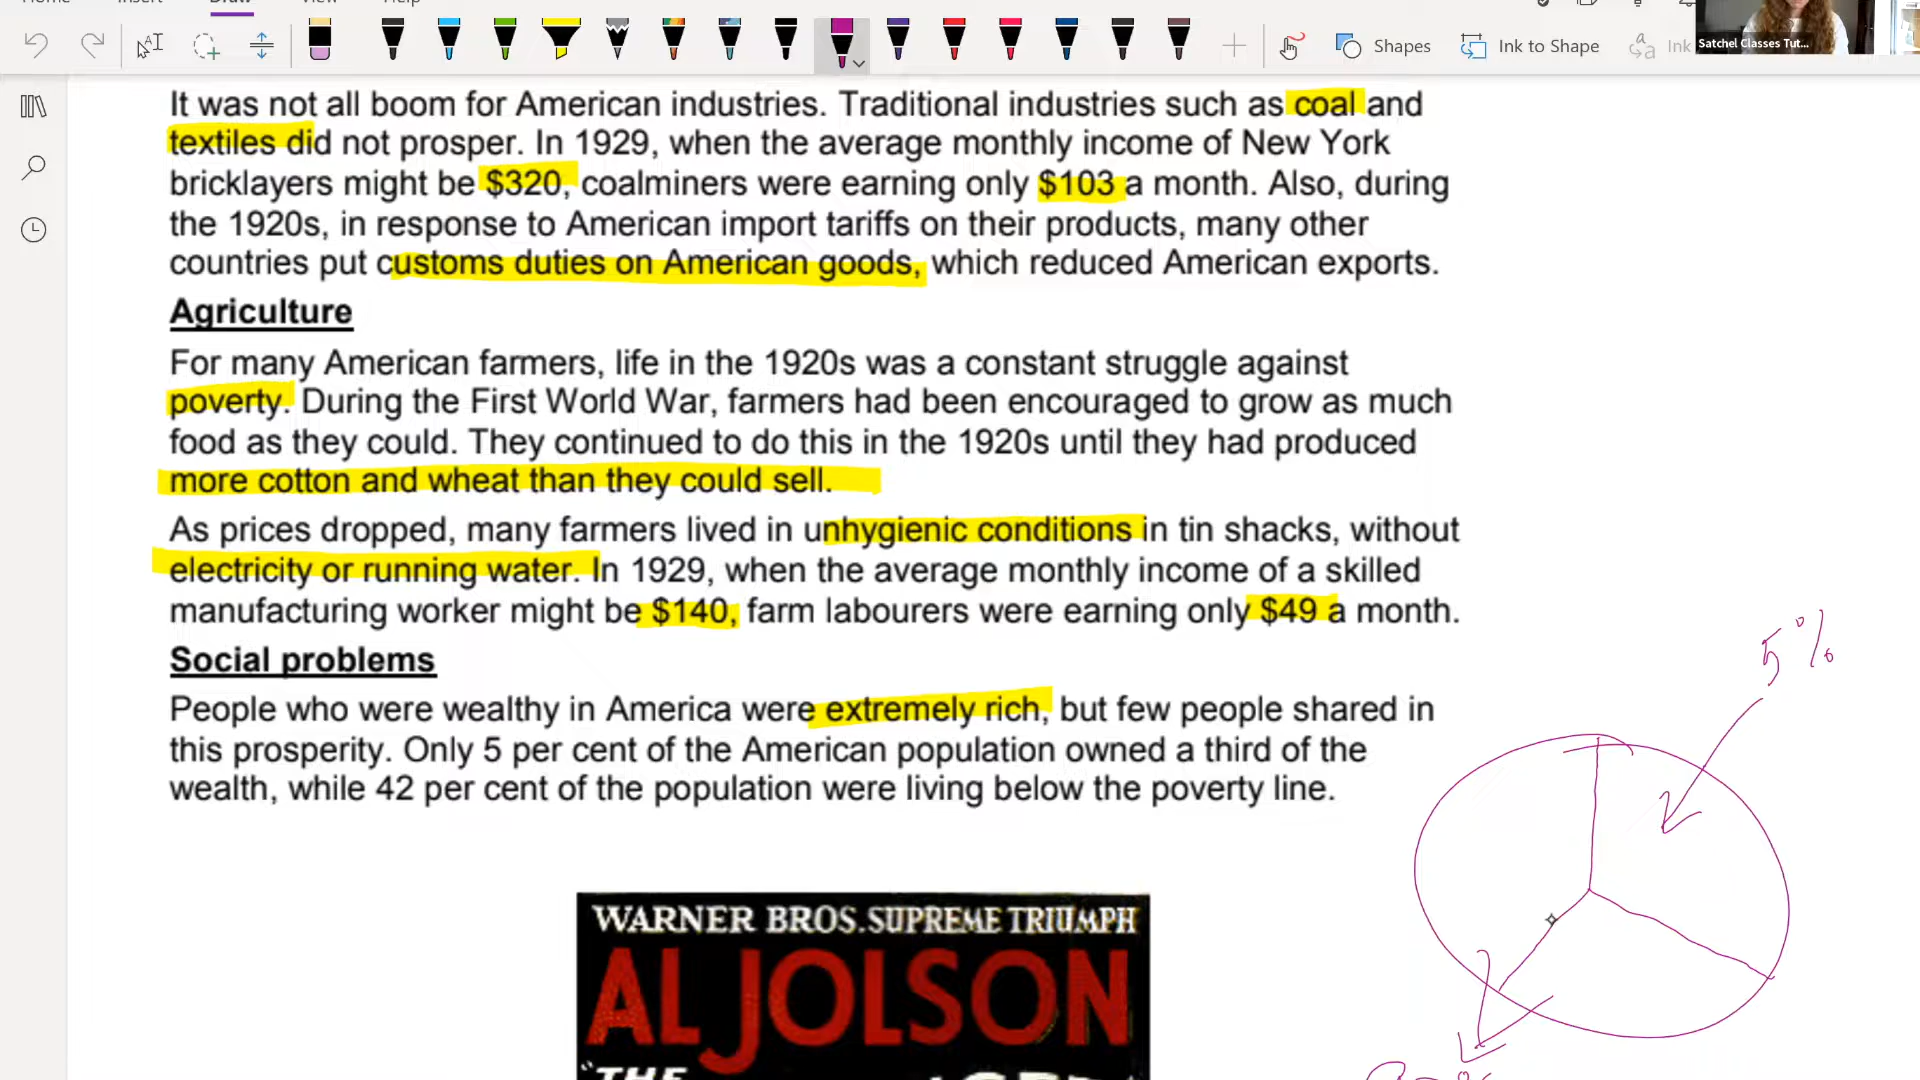 Home Insert Draw View Help
Shapes
Ink to Shape
Ink
Satchel Classes Tut...
It was not all boom for American industries. Traditional industries such as coal and
textiles did not prosper. In 1929, when the average monthly income of New York
bricklayers might be $320, coalminers were earning only $103 a month. Also, during
the 1920s, in response to American import tariffs on their products, many other
countries put customs duties on American goods, which reduced American exports.
Agriculture
For many American farmers, life in the 1920s was a constant struggle against
poverty. During the First World War, farmers had been encouraged to grow as much
food as they could. They continued to do this in the 1920s until they had produced
more cotton and wheat than they could sell.
As prices dropped, many farmers lived in unhygienic conditions in tin shacks, without
electricity or running water. In 1929, when the average monthly income of a skilled
manufacturing worker might be $140, farm labourers were earning only $49 a month.
Social problems
People who were wealthy in America were extremely rich, but few people shared in
this prosperity. Only 5 per cent of the American population owned a third of the
wealth, while 42 per cent of the population were living below the poverty line.
5%
WARNER BROS. SUPREME TRIUMPH
AL JOLSON
"THE